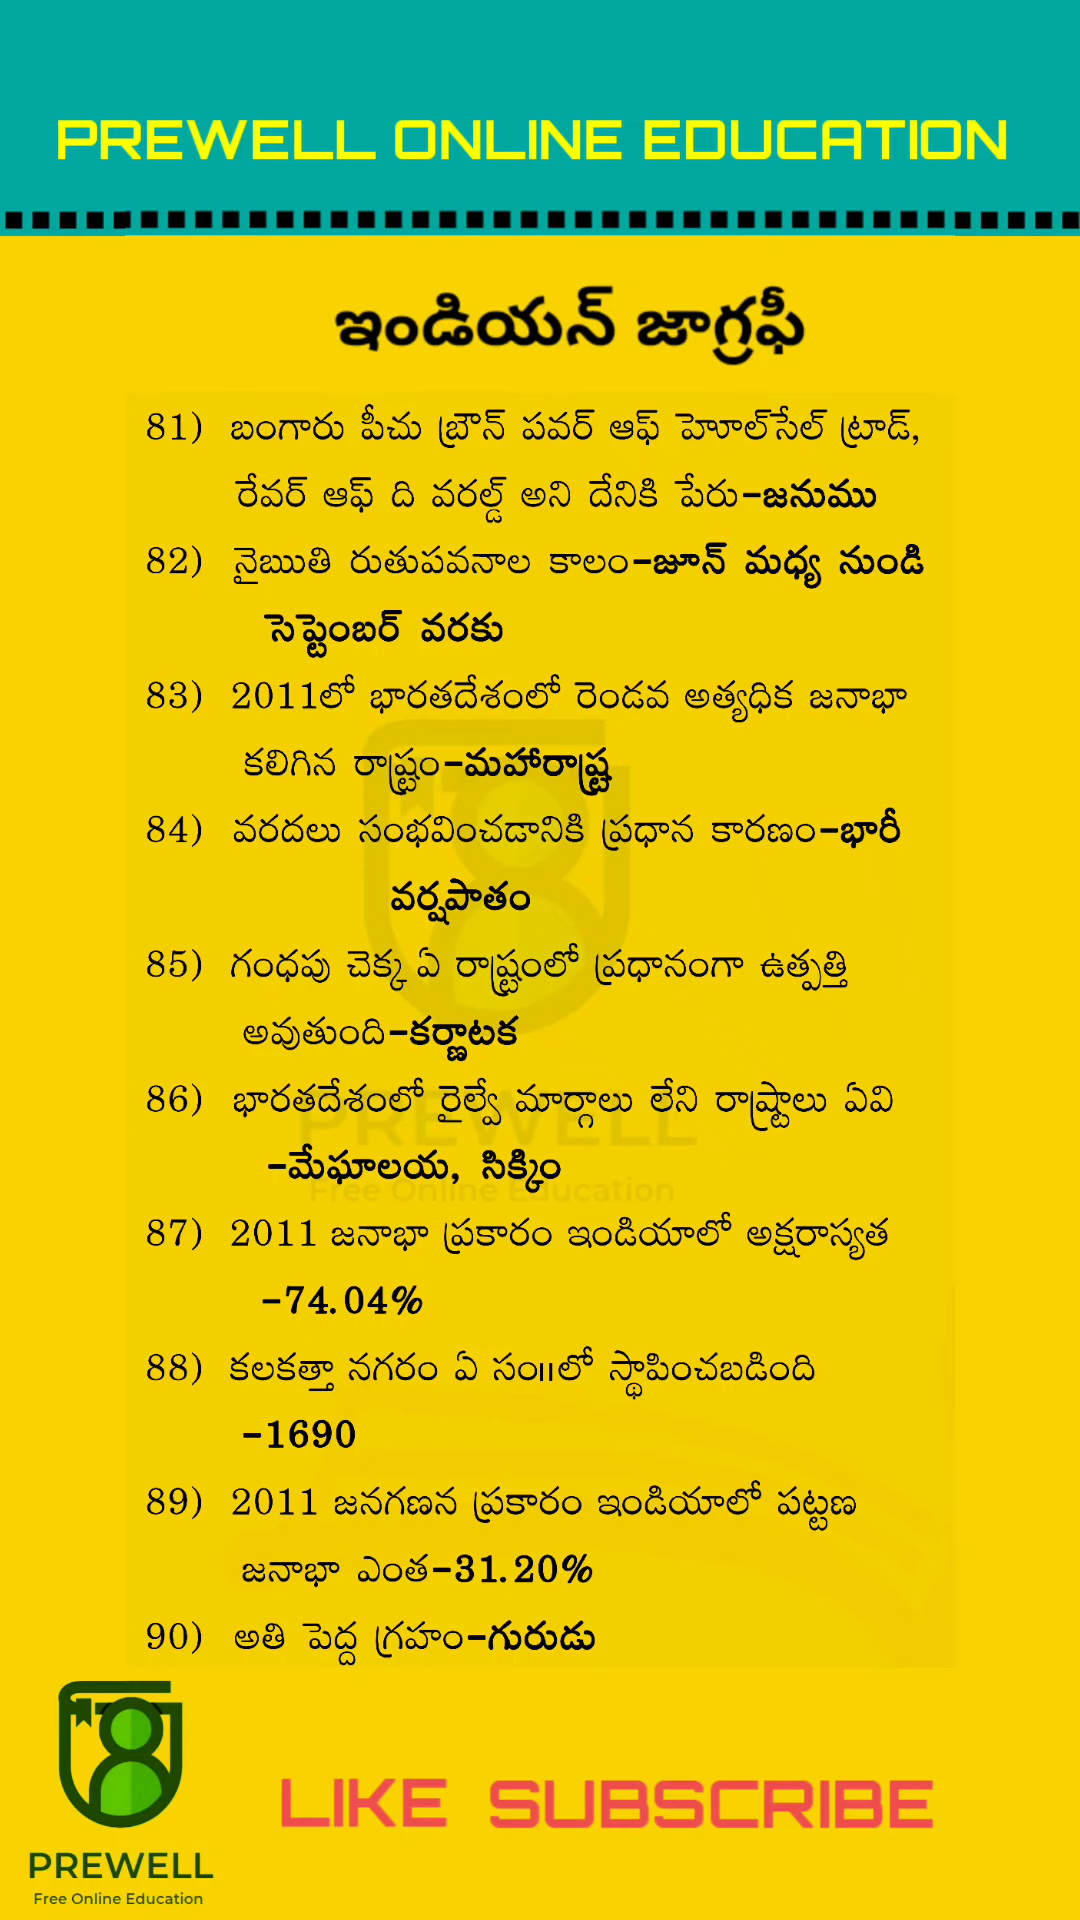 PREWELL ONLINE EDUCATION
ఇండియన్ జాగ్రఫీ
81) బంగారు పీచు బ్రౌన్ పవర్ ఆఫ్ హెూల్‌సేల్ ట్రాడ్,
రేవర్ ఆఫ్ ది వరల్డ్ అని దేనికి పేరు-జనుము
82) నైఋతి రుతుపవనాల కాలం-జూన్ మధ్య నుండి
సెప్టెంబర్ వరకు
83) 2011లో భారతదేశంలో రెండవ అత్యధిక జనాభా
కలిగిన రాష్ట్రం-మహారాష్ట్ర
84) వరదలు సంభవించడానికి ప్రధాన కారణం-భారీ
వర్షపాతం
85) గంధపు చెక్క ఏ రాష్ట్రంలో ప్రధానంగా ఉత్పత్తి
అవుతుంది-కర్ణాటక
86) భారతదేశంలో రైల్వే మార్గాలు లేని రాష్ట్రాలు ఏవి
-మేఘాలయ, సిక్కిం
87) 2011 జనాభా ప్రకారం ఇండియాలో అక్షరాస్యత
-74.04%
88) కలకత్తా నగరం ఏ సం॥లో స్థాపించబడింది
-1690
89) 2011 జనగణన ప్రకారం ఇండియాలో పట్టణ
జనాభా ఎంత-31.20%
90) అతి పెద్ద గ్రహం-గురుడు
PREWELL
Free Online Education
LIKE SUBSCRIBE
PREWELL
Free Online Education